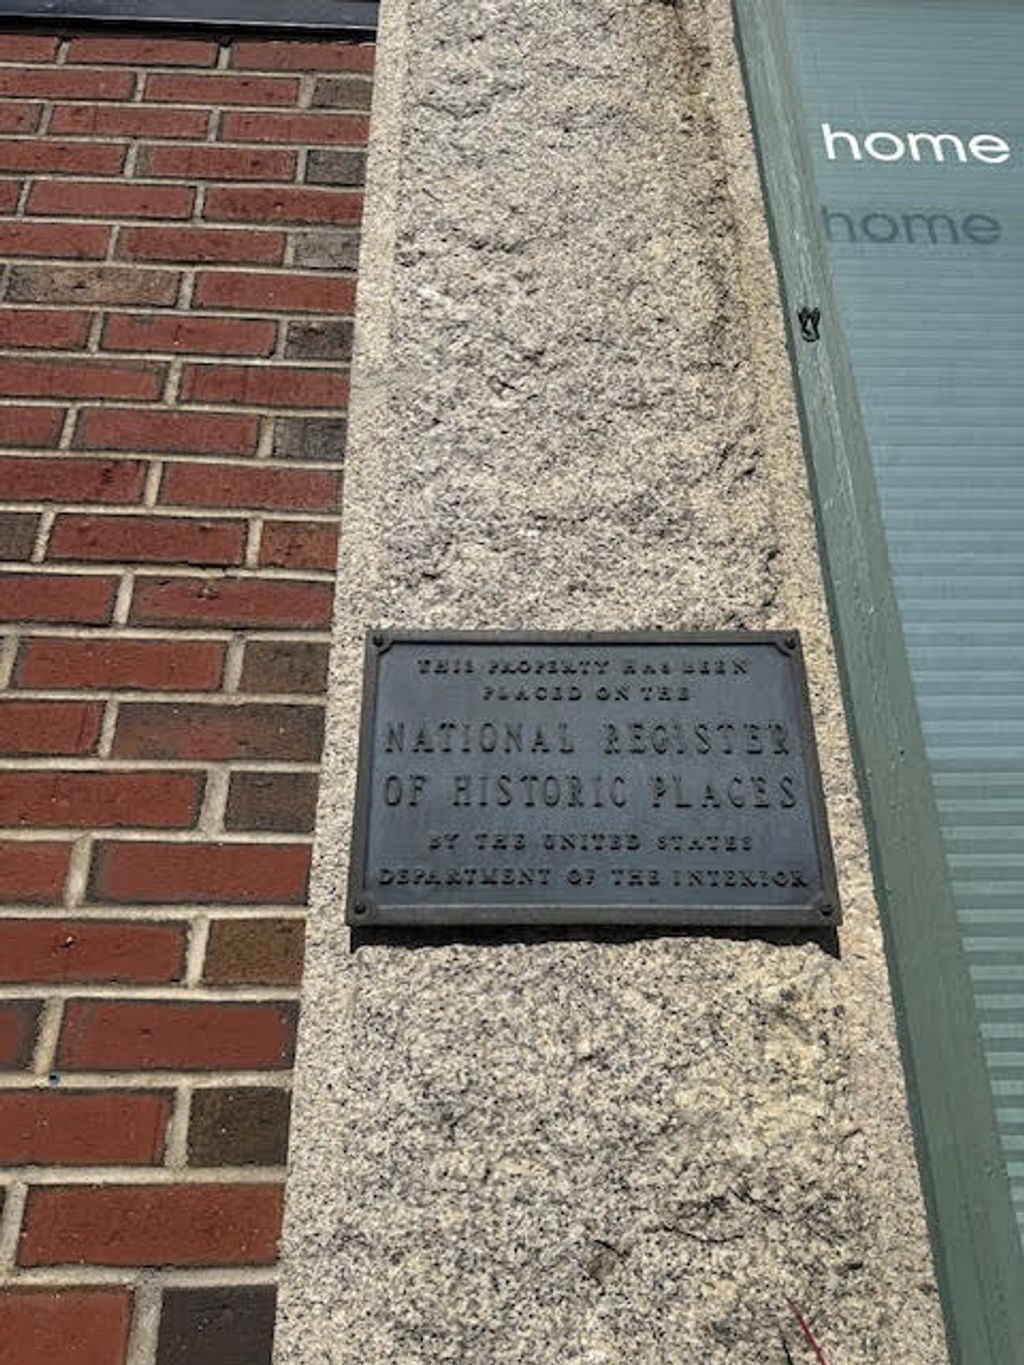 home
THIS PROPERTY HAS BEEN
PLACED ON THE
NATIONAL REGISTER
OF HISTORIC PLACES
BY THE UNITED STATES
DEPARTMENT OF THE INTERIOR